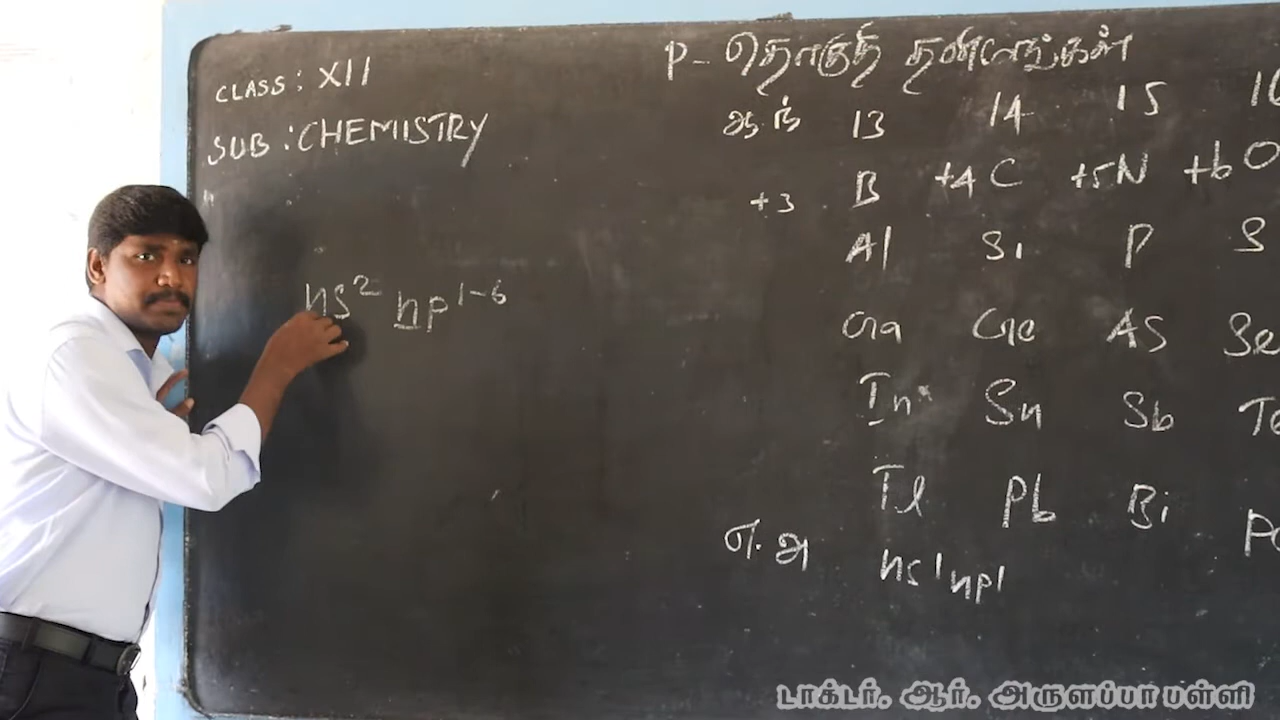 CLASS : XII
SUB : CHEMISTRY
ns² np¹⁻⁶
P- தொகுதி தனிமங்கள்
13 14 15
+3 B +4 C +5 N +6 O
Al Si P S
Ga Ge AS Se
In Sn Sb Te
Tl Pb Bi Po
எ. அ ns¹np¹
டாக்டர். ஆர். அருளப்பா பள்ளி